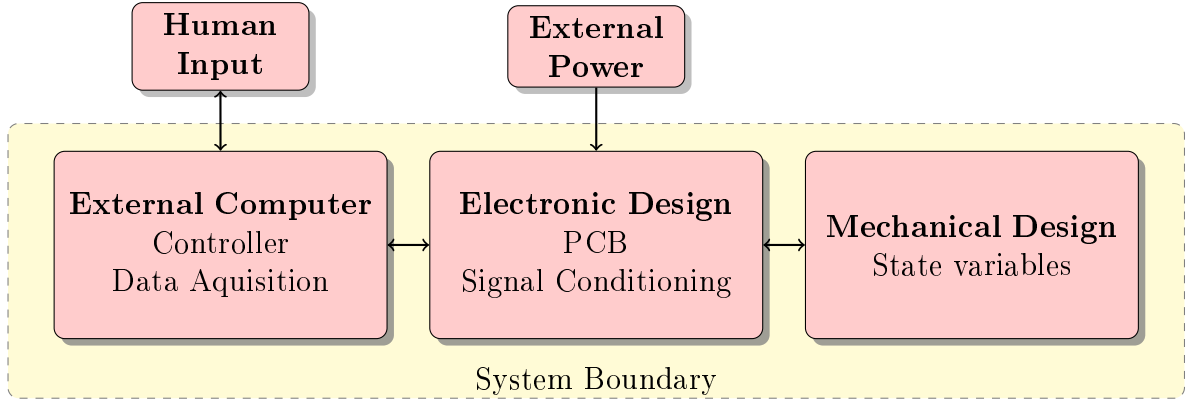 Human
Input
External
Power
External Computer
Controller
Data Aquisition
Electronic Design
PCB
Signal Conditioning
Mechanical Design
State variables
System Boundary